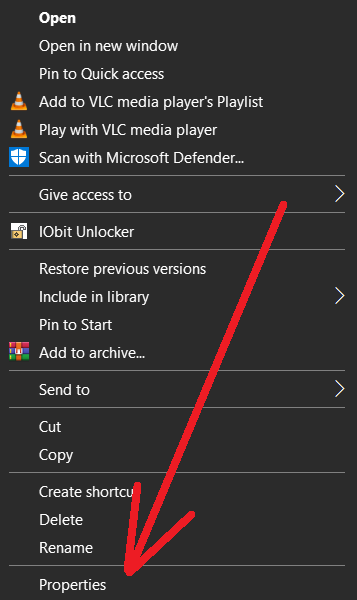 Open
Open in new window
Pin to Quick access
Add to VLC media player's Playlist
Play with VLC media player
Scan with Microsoft Defender...
Give access to
IObit Unlocker
Restore previous versions
Include in library
Pin to Start
Add to archive...
Send to
Cut
Copy
Create shortcut
Delete
Rename
Properties